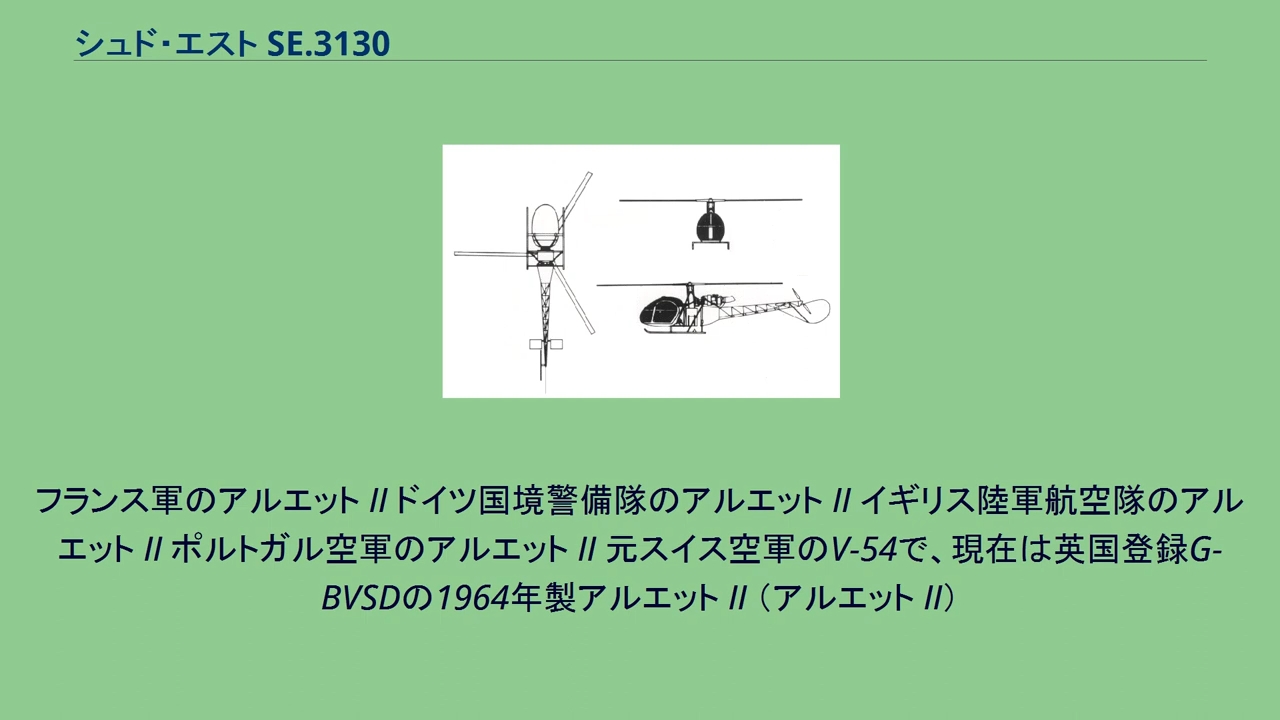 シュド・エスト SE.3130
フランス軍のアルエット II ドイツ国境警備隊のアルエット II イギリス陸軍航空隊のアル
エット II ポルトガル空軍のアルエット II 元スイス空軍のV-54で、現在は英国登録G-
BVSDの1964年製アルエット II （アルエット II）